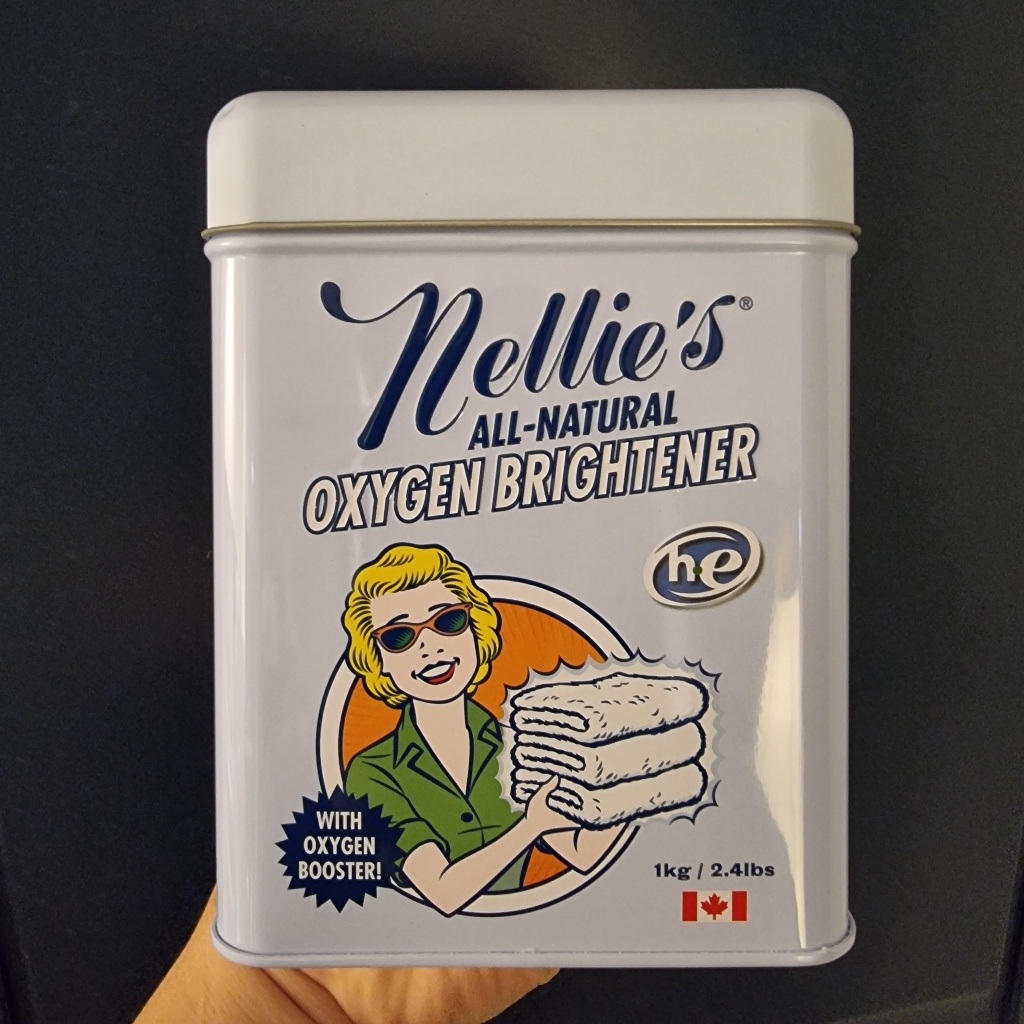 Nellie's®
ALL-NATURAL
OXYGEN BRIGHTENER
he
WITH
OXYGEN
BOOSTER!
1kg / 2.4lbs